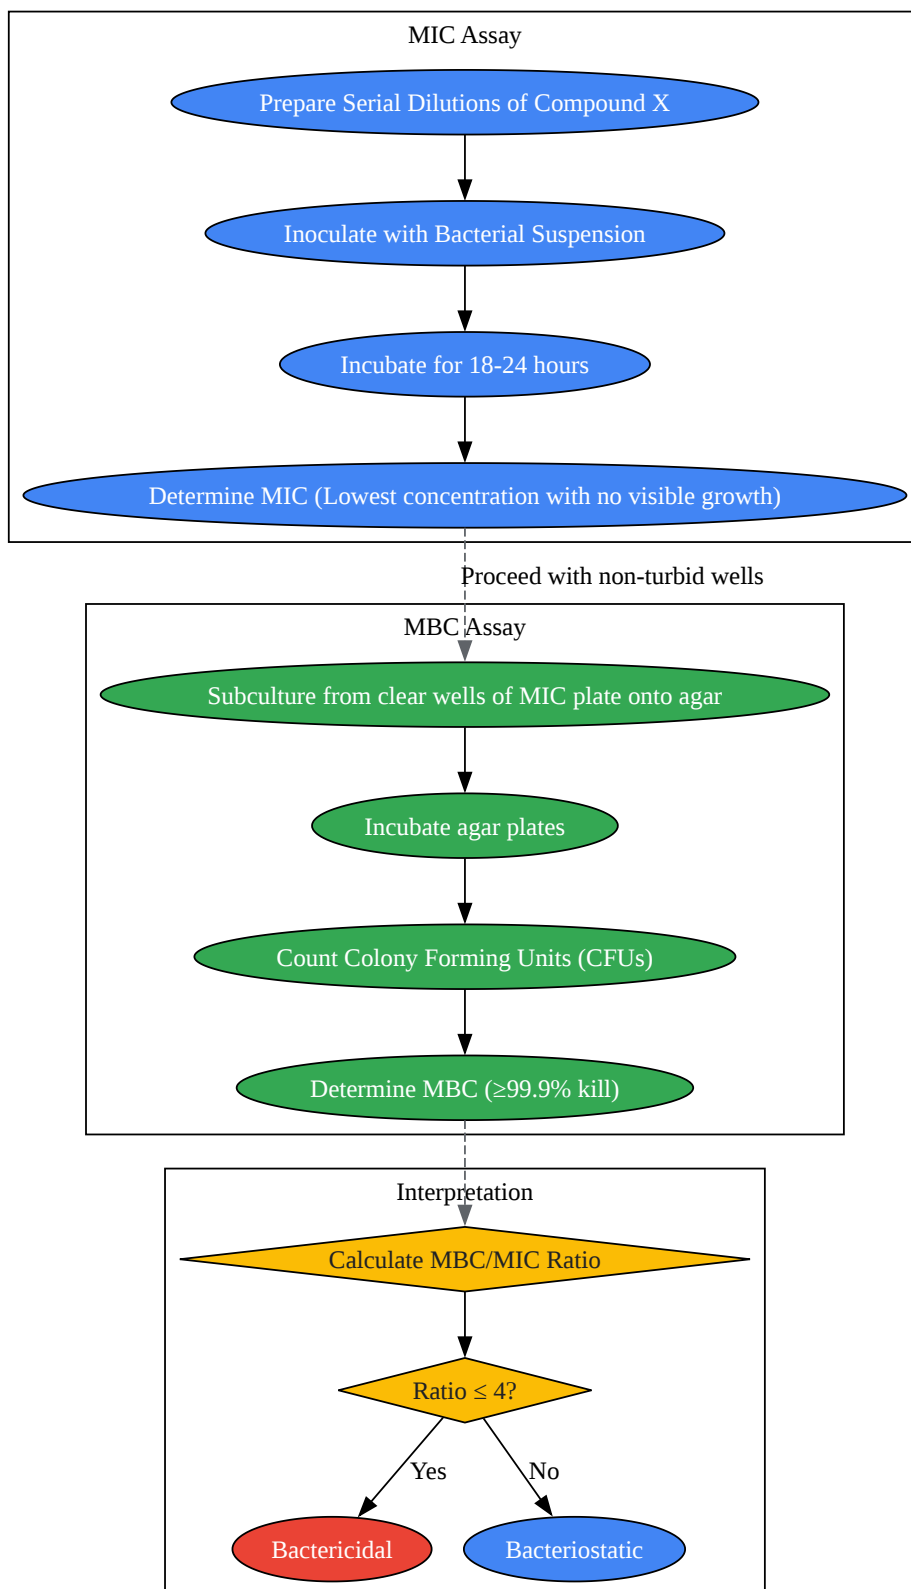 MIC Assay
Prepare Serial Dilutions of Compound X
Inoculate with Bacterial Suspension
Incubate for 18-24 hours
Determine MIC (Lowest concentration with no visible growth)
Proceed with non-turbid wells
MBC Assay
Subculture from clear wells of MIC plate onto agar
Incubate agar plates
Count Colony Forming Units (CFUs)
Determine MBC (≥99.9% kill)
Interpretation
Calculate MBC/MIC Ratio
Ratio ≤ 4?
Yes
No
Bactericidal
Bacteriostatic